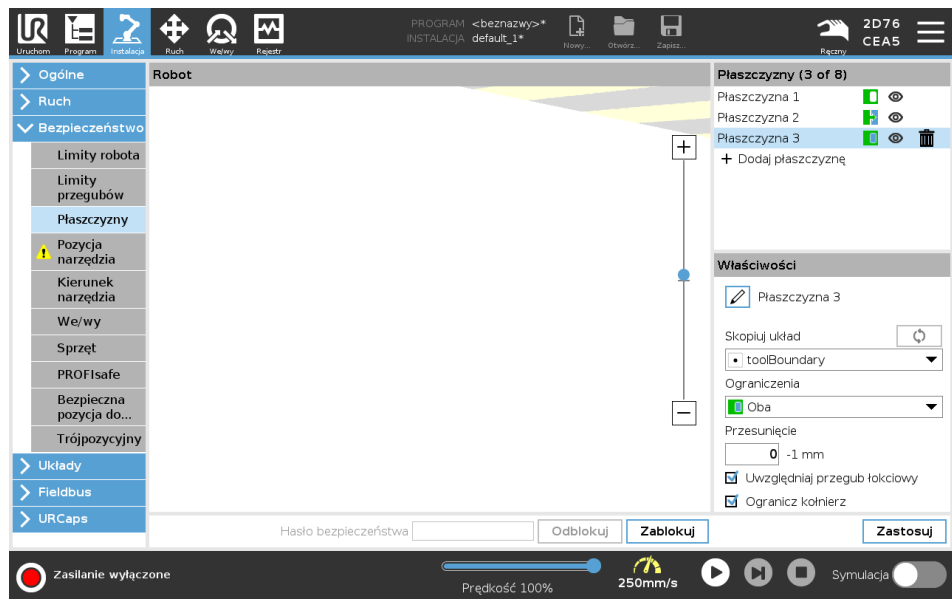 PROGRAM <beznazwy>*
INSTALACJA default_1*
2D76
CEA5
Uruchom Program Instalacja Ruch We/wy Rejestr Nowy... Otwórz... Zapisz... Ręczny
Ogólne
Ruch
Bezpieczeństwo
Limity robota
Limity
przegubów
Płaszczyzny
Pozycja
narzędzia
Kierunek
narzędzia
We/wy
Sprzęt
PROFIsafe
Bezpieczna
pozycja do...
Trójpozycyjny
Układy
Fieldbus
URCaps
Robot
Hasło bezpieczeństwa Odblokuj Zablokuj
Płaszczyzny (3 of 8)
Płaszczyzna 1
Płaszczyzna 2
Płaszczyzna 3
+ Dodaj płaszczyznę
Właściwości
Płaszczyzna 3
Skopiuj układ
toolBoundary
Ograniczenia
Oba
Przesunięcie
0 -1 mm
Uwzględniaj przegub łokciowy
Ogranicz kołnierz
Zastosuj
Zasilanie wyłączone
Prędkość 100%
250mm/s
Symulacja